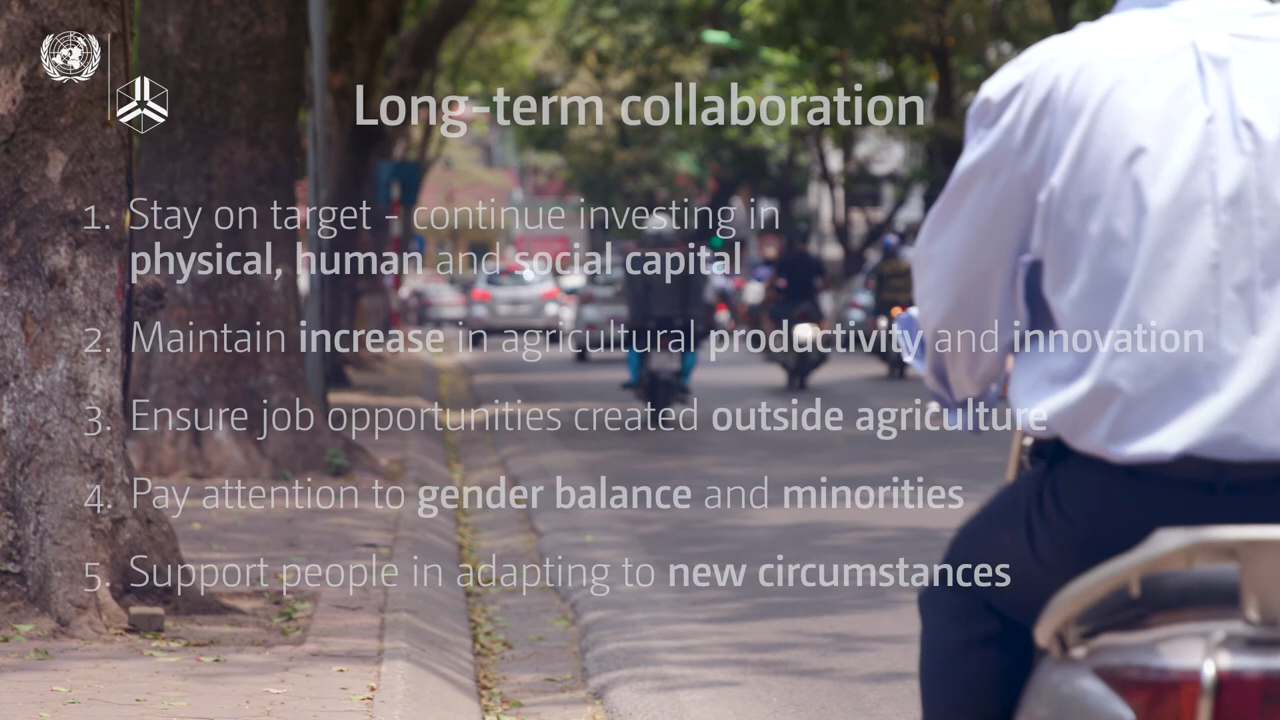 Long-term collaboration
1. Stay on target - continue investing in
physical, human and social capital
2. Maintain increase in agricultural productivity and innovation
3. Ensure job opportunities created outside agriculture
4. Pay attention to gender balance and minorities
5. Support people in adapting to new circumstances